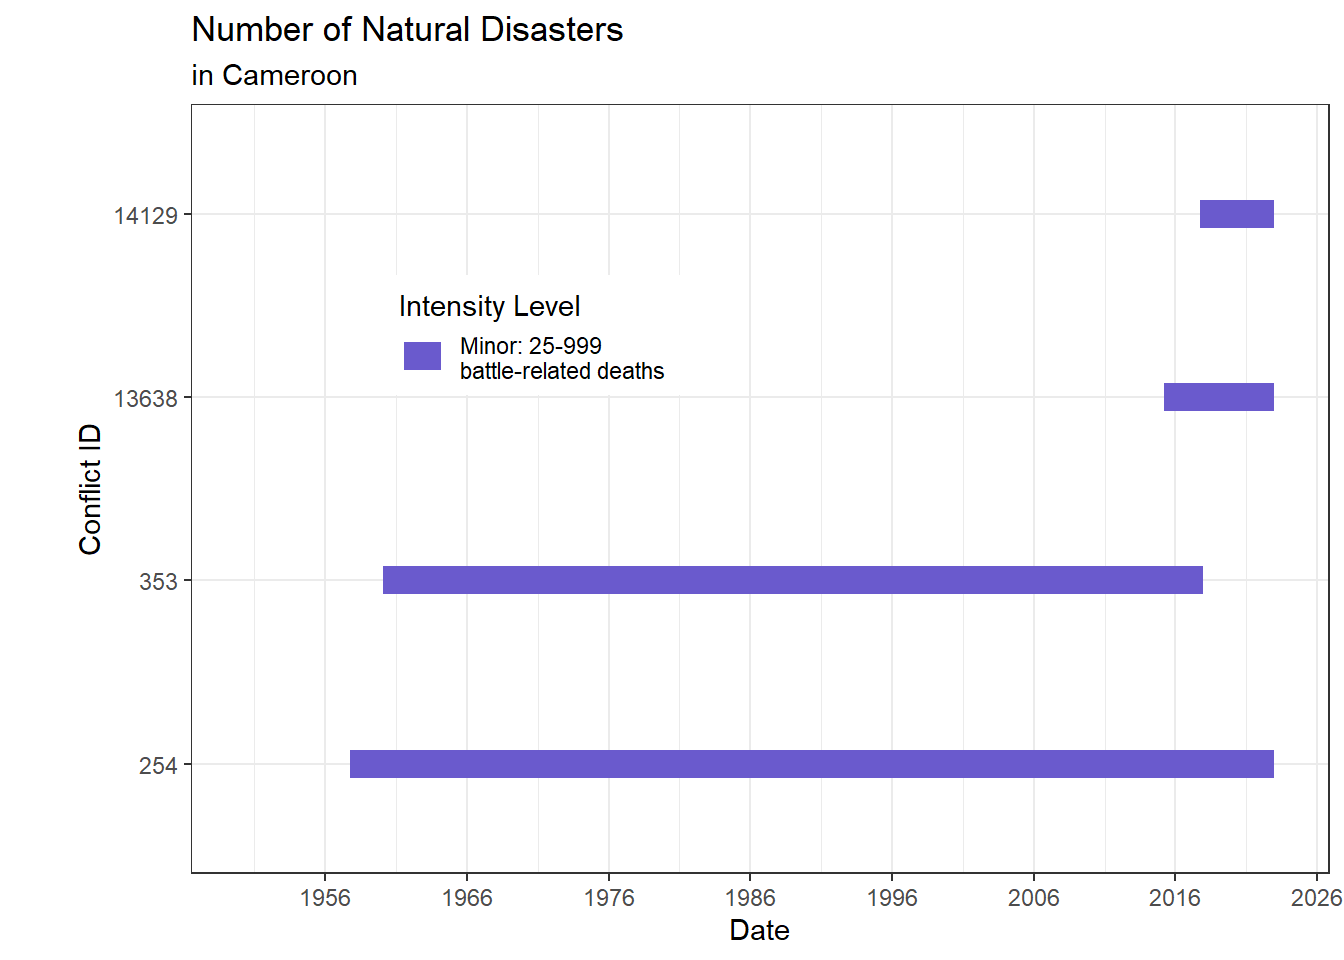 Number of Natural Disasters
in Cameroon
14129
Intensity Level
Minor: 25-999
battle-related deaths
13638
Conflict ID
353
254
1956 1966 1976 1986 1996 2006 2016 2026
Date